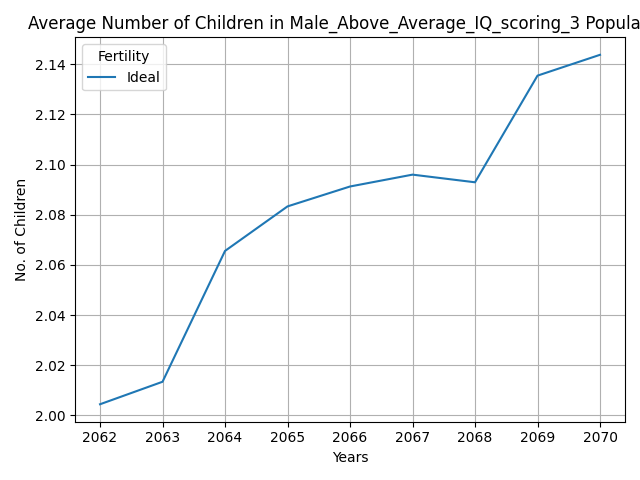 Average Number of Children in Male_Above_Average_IQ_scoring_3 Popula
Fertility
Ideal
No. of Children
2.14
2.12
2.10
2.08
2.06
2.04
2.02
2.00
2062 2063 2064 2065 2066 2067 2068 2069 2070
Years